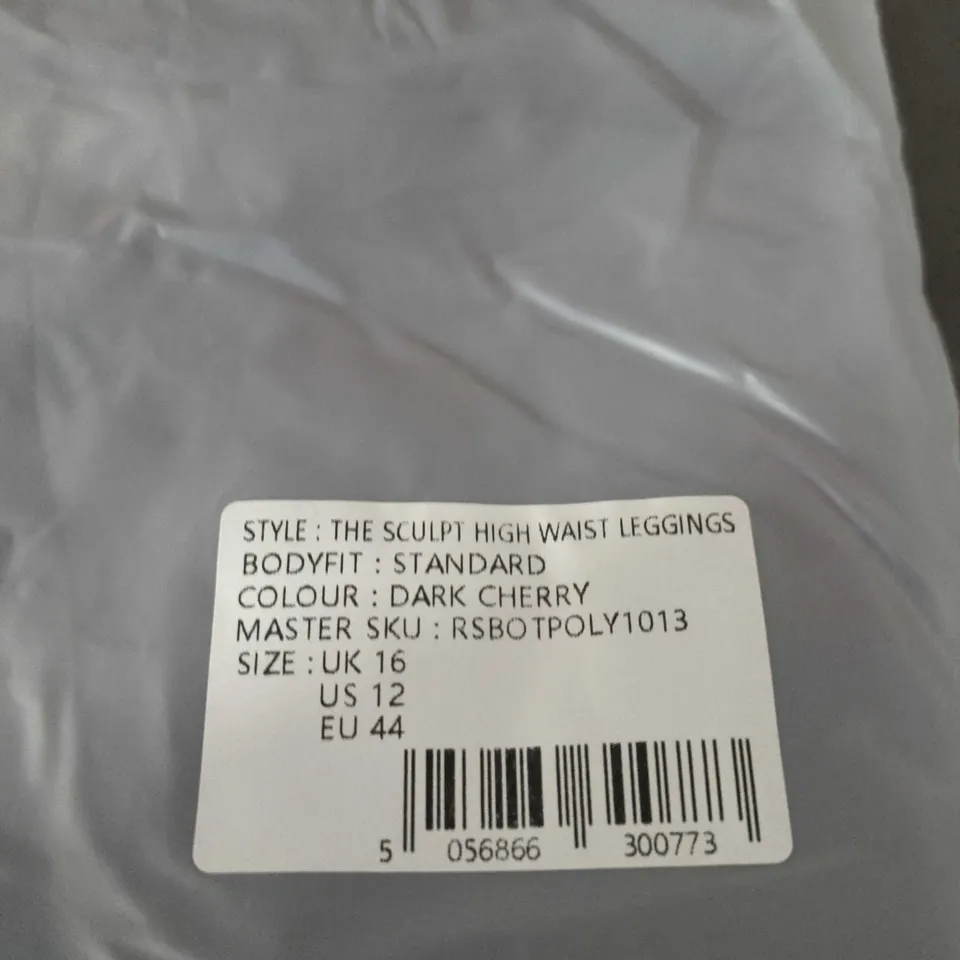 STYLE : THE SCULPT HIGH WAIST LEGGINGS
BODYFIT : STANDARD
COLOUR : DARK CHERRY
MASTER SKU : RSBOTPOLY1013
SIZE : UK 16
US 12
EU 44
5 056866 300773